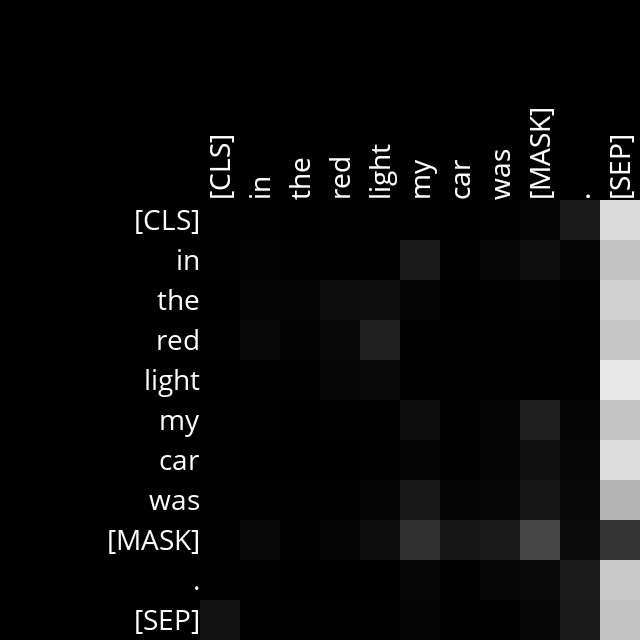 [CLS] in the red light my car was [MASK] . [SEP]
[CLS]
in
the
red
light
my
car
was
[MASK]
.
[SEP]